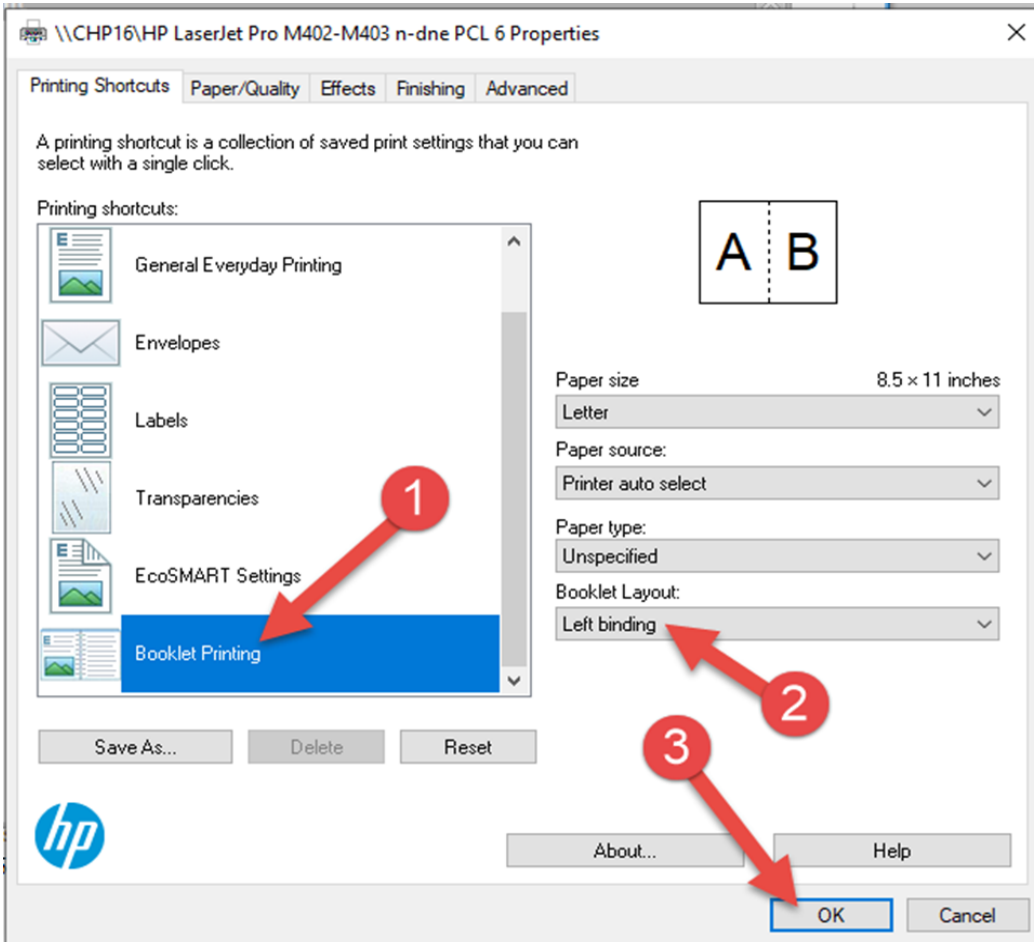 \\CHP16\HP LaserJet Pro M402-M403 n-dne PCL 6 Properties
Printing Shortcuts Paper/Quality Effects Finishing Advanced
A printing shortcut is a collection of saved print settings that you can
select with a single click.
Printing shortcuts:
E
General Everyday Printing
Envelopes
Labels
Transparencies
E
EcoSMART Settings
E
Booklet Printing
A B
Paper size 8.5 × 11 inches
Letter
Paper source:
Printer auto select
Paper type:
Unspecified
Booklet Layout:
Left binding
1
2
3
Save As... Delete Reset
hp
About... Help
OK Cancel